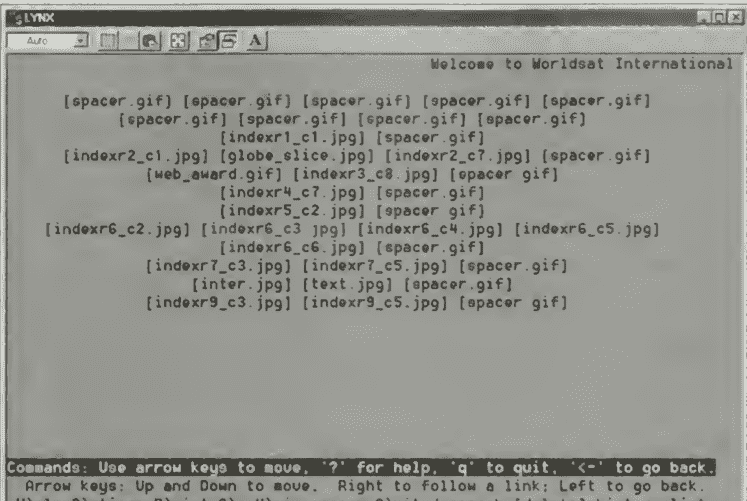 LYNX
Auto
A
Welcome to Worldsat International
[spacer.gif] [spacer.gif] [spacer.gif] [spacer.gif] [spacer.gif]
[spacer.gif] [spacer.gif] [spacer.gif] [spacer.gif]
[indexr1_c1.jpg] [spacer.gif]
[indexr2_c1.jpg] [globe_slice.jpg] [indexr2_c7.jpg] [spacer.gif]
[web_award.gif] [indexr3_c8.jpg] [spacer gif]
[indexr4_c7.jpg] [spacer.gif]
[indexr5_c2.jpg] [spacer gif]
[indexr6_c2.jpg] [indexr6_c3 jpg] [indexr6_c4.jpg] [indexr6_c5.jpg]
[indexr6_c6.jpg] [spacer.gif]
[indexr7_c3.jpg] [indexr7_c5.jpg] [spacer.gif]
[inter.jpg] [text.jpg] [spacer.gif]
[indexr9_c3.jpg] [indexr9_c5.jpg] [spacer gif]
Commands: Use arrow keys to move, '?' for help, 'q' to quit, '<-' to go back.
Arrow keys: Up and Down to move. Right to follow a link; Left to go back.